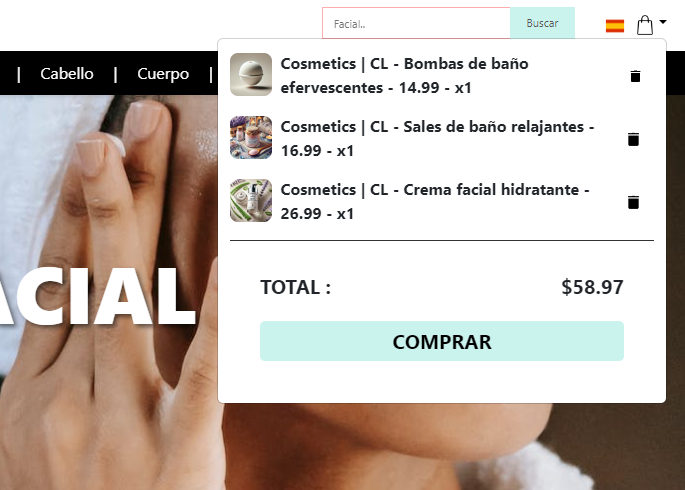 Facial..
Buscar
| Cabello | Cuerpo |
Cosmetics | CL - Bombas de baño
efervescentes - 14.99 - x1
Cosmetics | CL - Sales de baño relajantes -
16.99 - x1
Cosmetics | CL - Crema facial hidratante -
26.99 - x1
ACIAL
TOTAL :
$58.97
COMPRAR